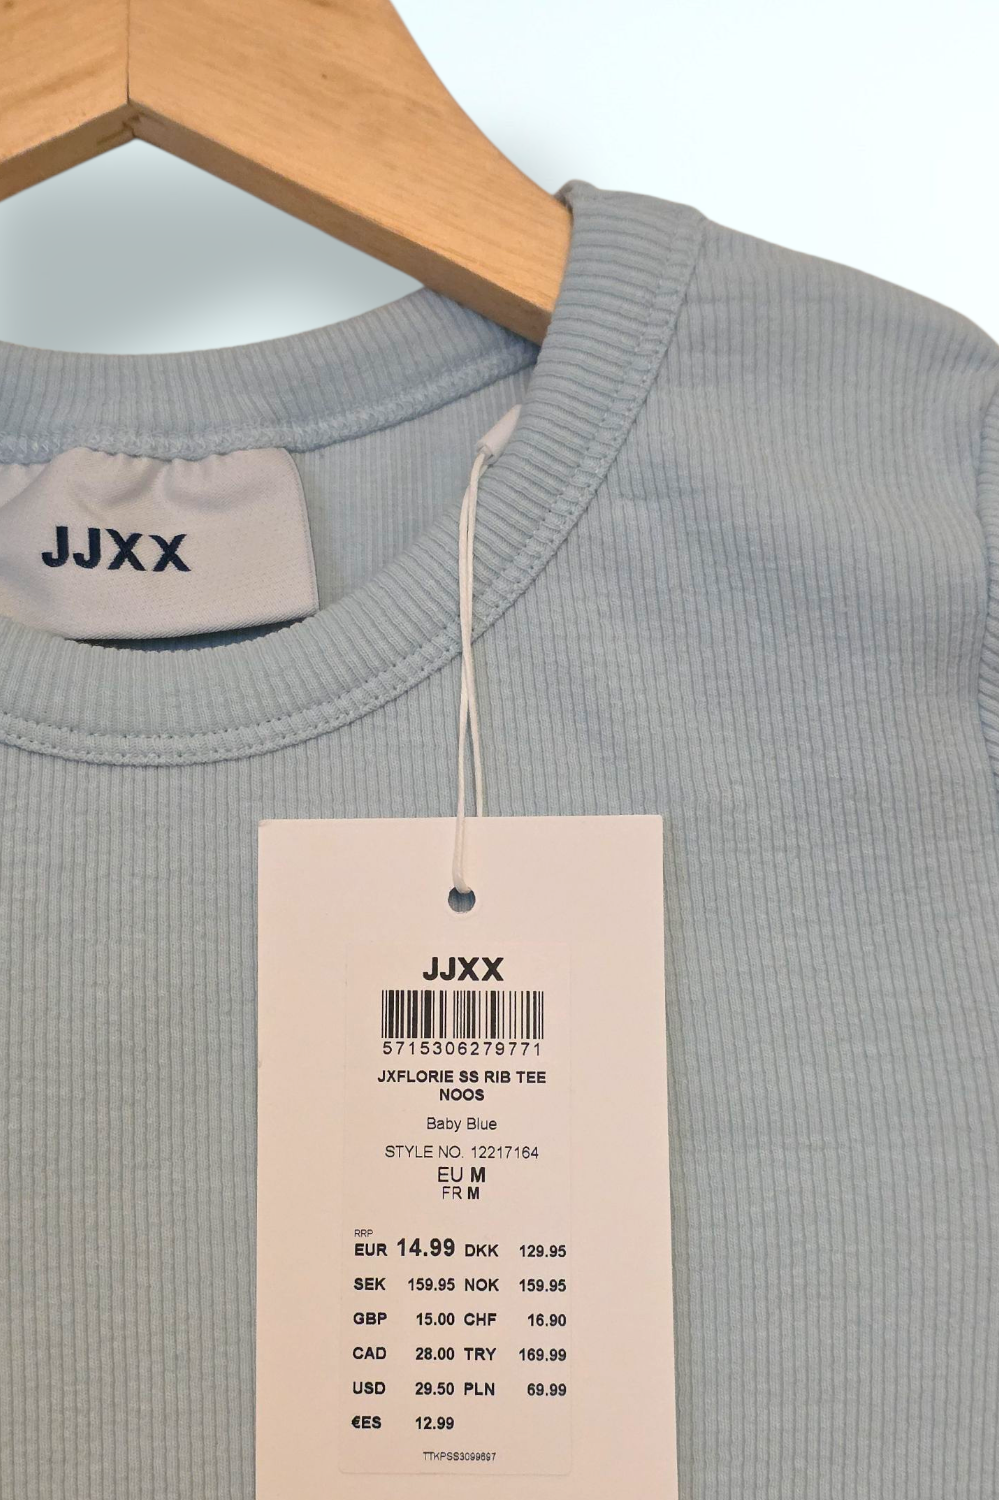 JJXX
JJXX
5715306279771
JXFLORIE SS RIB TEE
NOOS
Baby Blue
STYLE NO. 12217164
EU M
FR M
RRP
EUR 14.99 DKK 129.95
SEK 159.95 NOK 159.95
GBP 15.00 CHF 16.90
CAD 28.00 TRY 169.99
USD 29.50 PLN 69.99
€ES 12.99
TTKPSS3099697